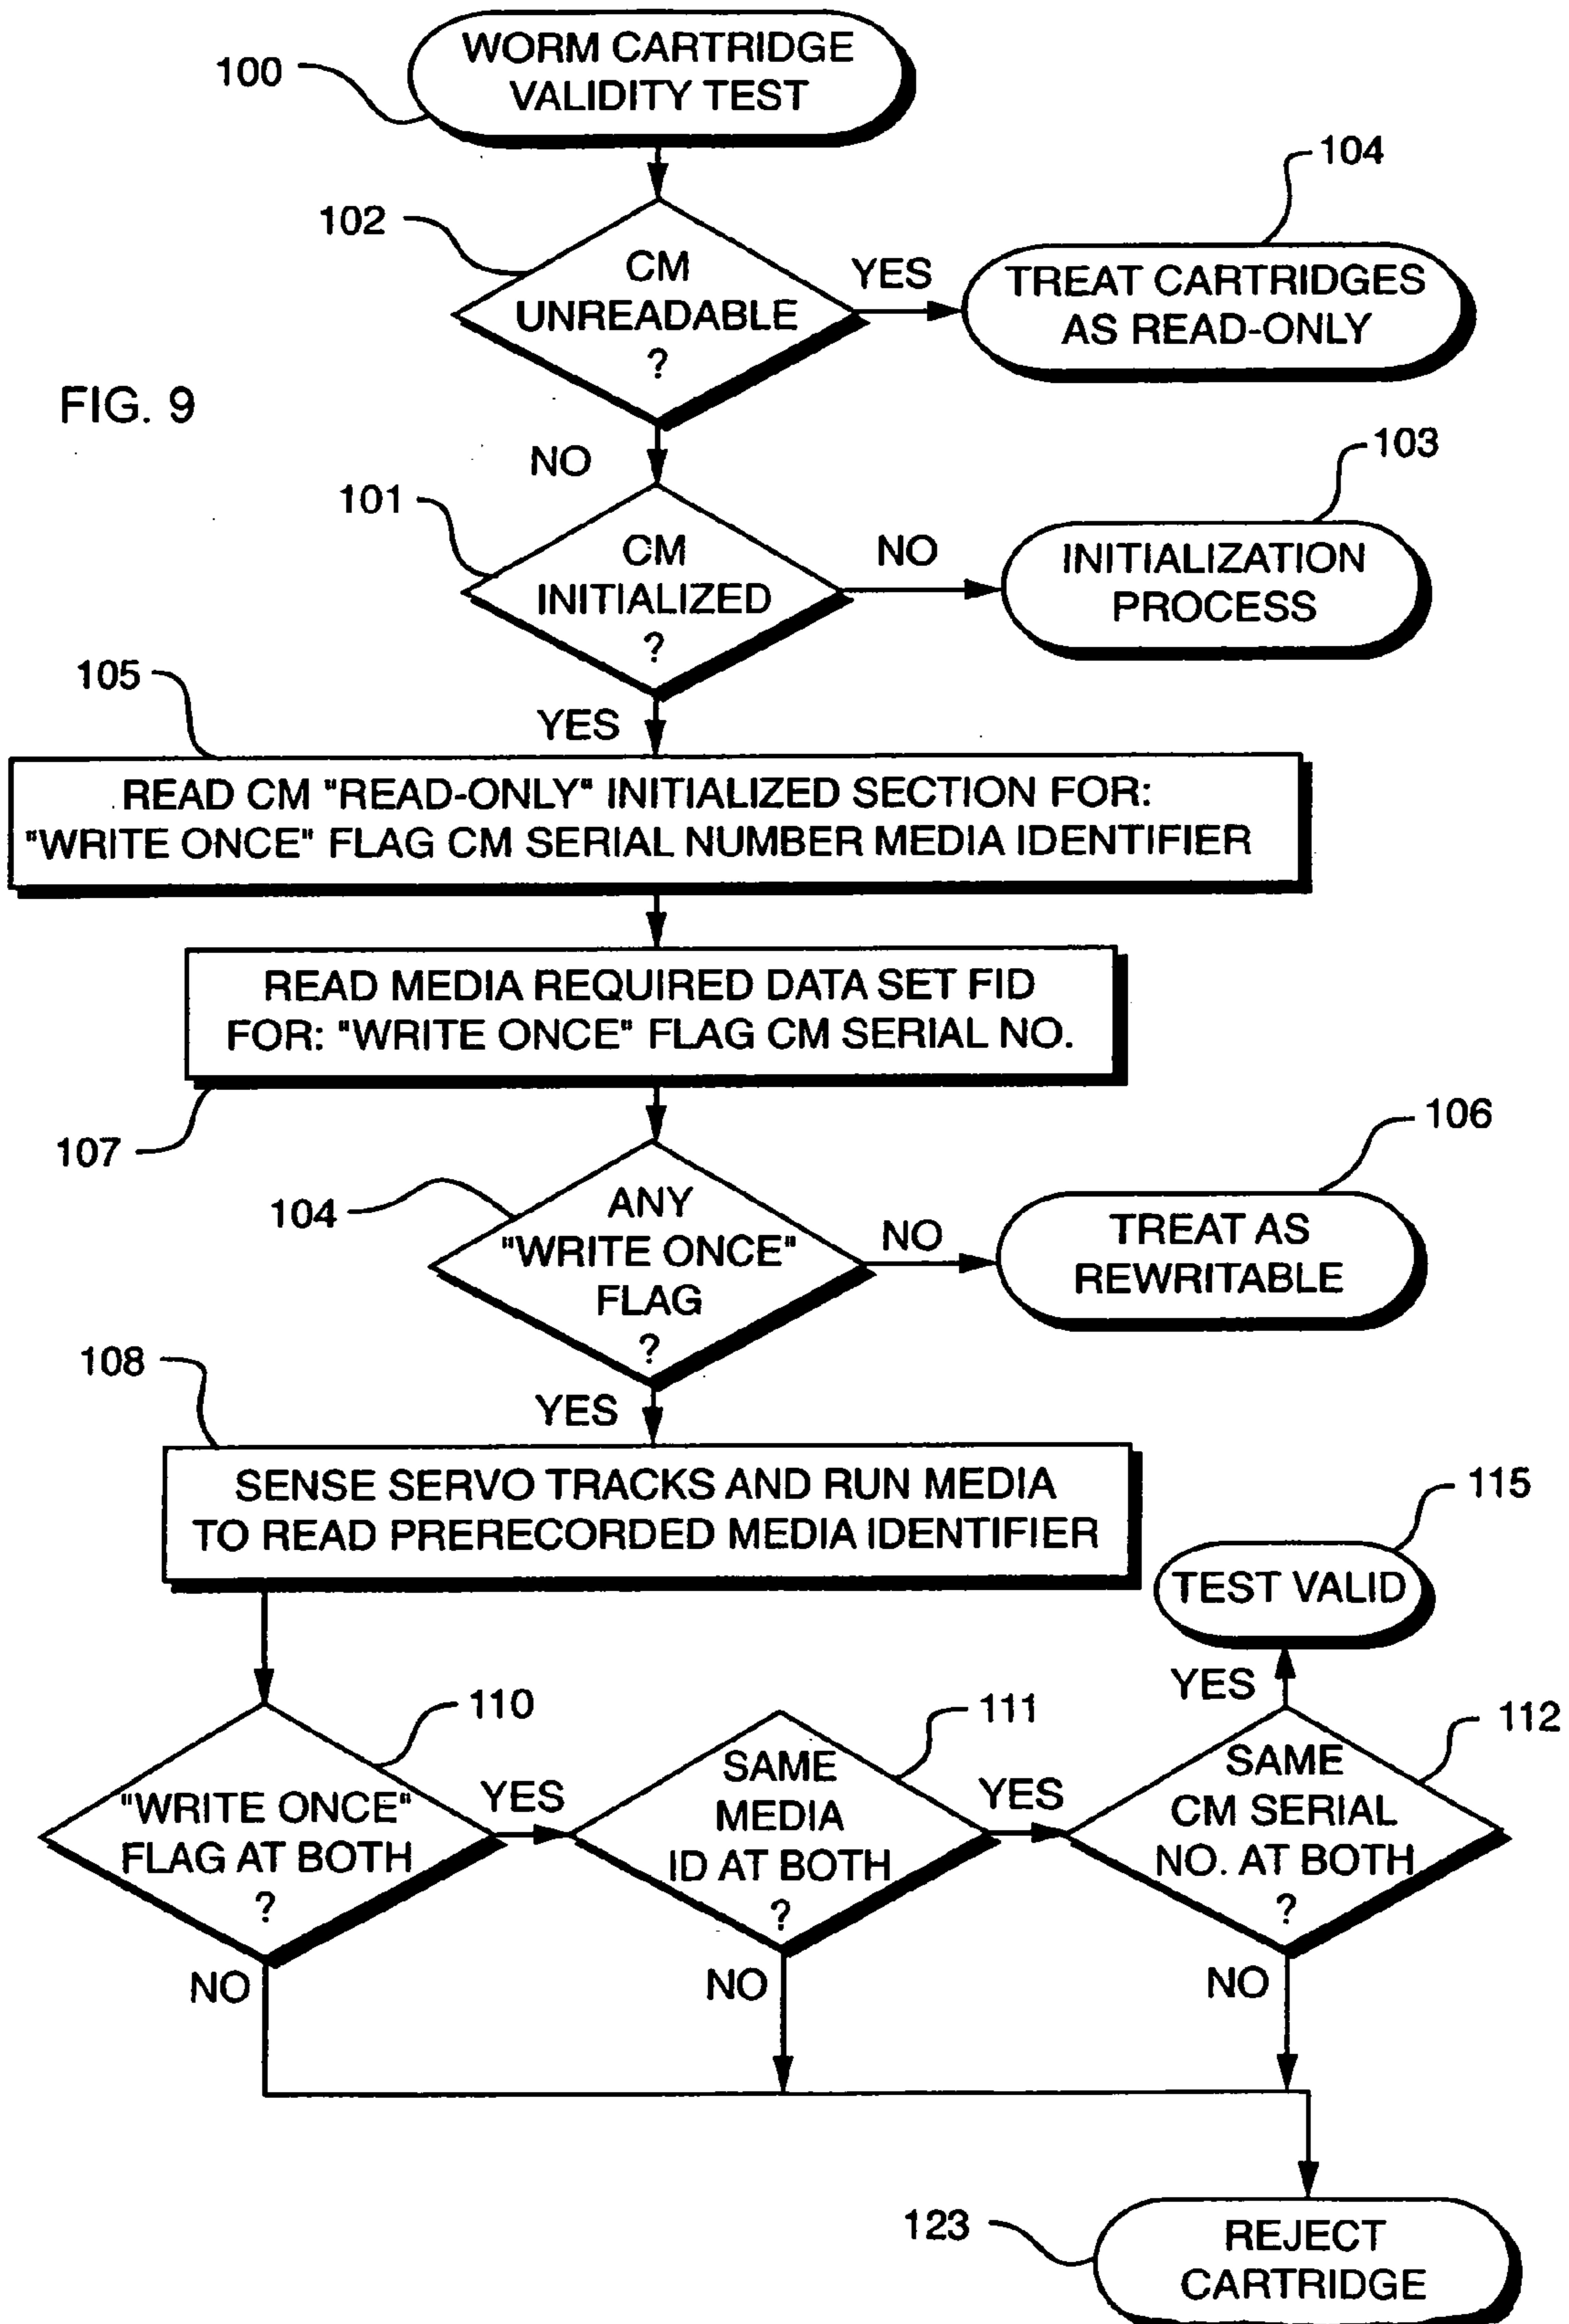 WORM CARTRIDGE
VALIDITY TEST
100
104
102
CM
UNREADABLE
?
YES
TREAT CARTRIDGES
AS READ-ONLY
FIG. 9
NO
103
101
CM
INITIALIZED
?
NO
INITIALIZATION
PROCESS
105
YES
READ CM "READ-ONLY" INITIALIZED SECTION FOR:
"WRITE ONCE" FLAG CM SERIAL NUMBER MEDIA IDENTIFIER
READ MEDIA REQUIRED DATA SET FID
FOR: "WRITE ONCE" FLAG CM SERIAL NO.
107
106
104
ANY
"WRITE ONCE"
FLAG
?
NO
TREAT AS
REWRITABLE
108
YES
SENSE SERVO TRACKS AND RUN MEDIA
TO READ PRERECORDED MEDIA IDENTIFIER
115
TEST VALID
YES
110
111
112
"WRITE ONCE"
FLAG AT BOTH
?
YES
SAME
MEDIA
ID AT BOTH
?
YES
SAME
CM SERIAL
NO. AT BOTH
?
NO
NO
NO
123
REJECT
CARTRIDGE